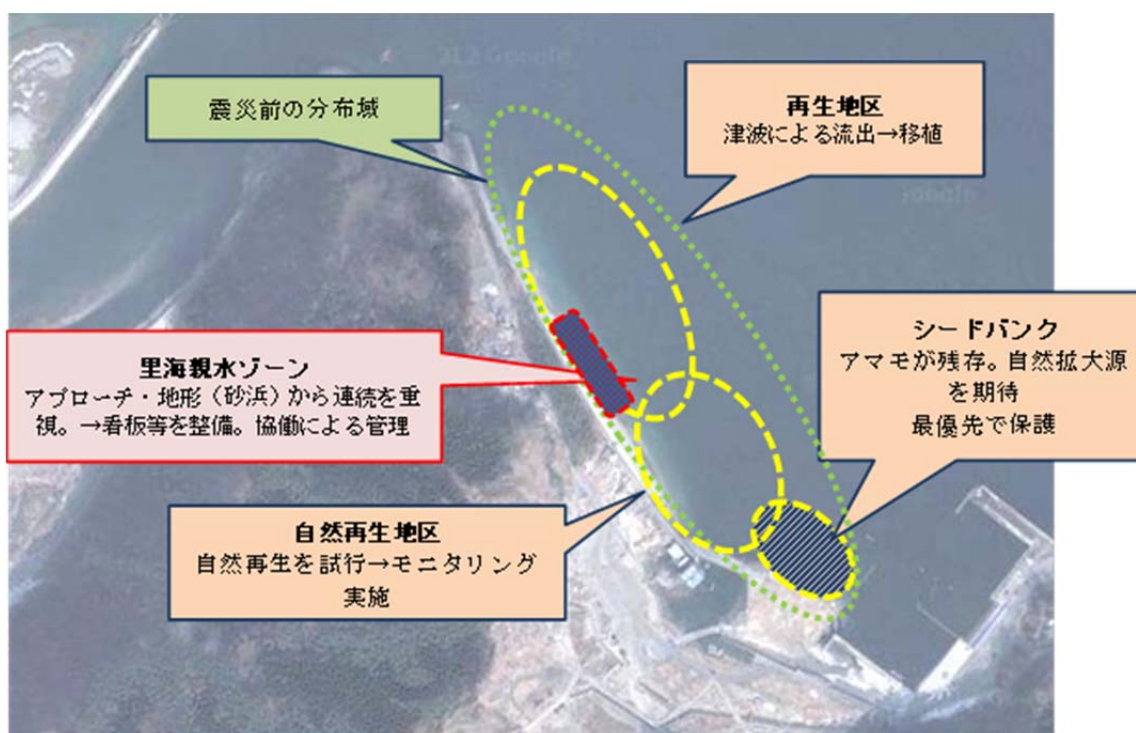 震災前の分布域
再生地区
津波による流出→移植
シードバンク
アマモが残存。自然拡大源
を期待
最優先で保護
里海親水ゾーン
アプローチ・地形（砂浜）から連続を重
視。→看板等を整備。協働による管理
自然再生地区
自然再生を試行→モニタリング
実施